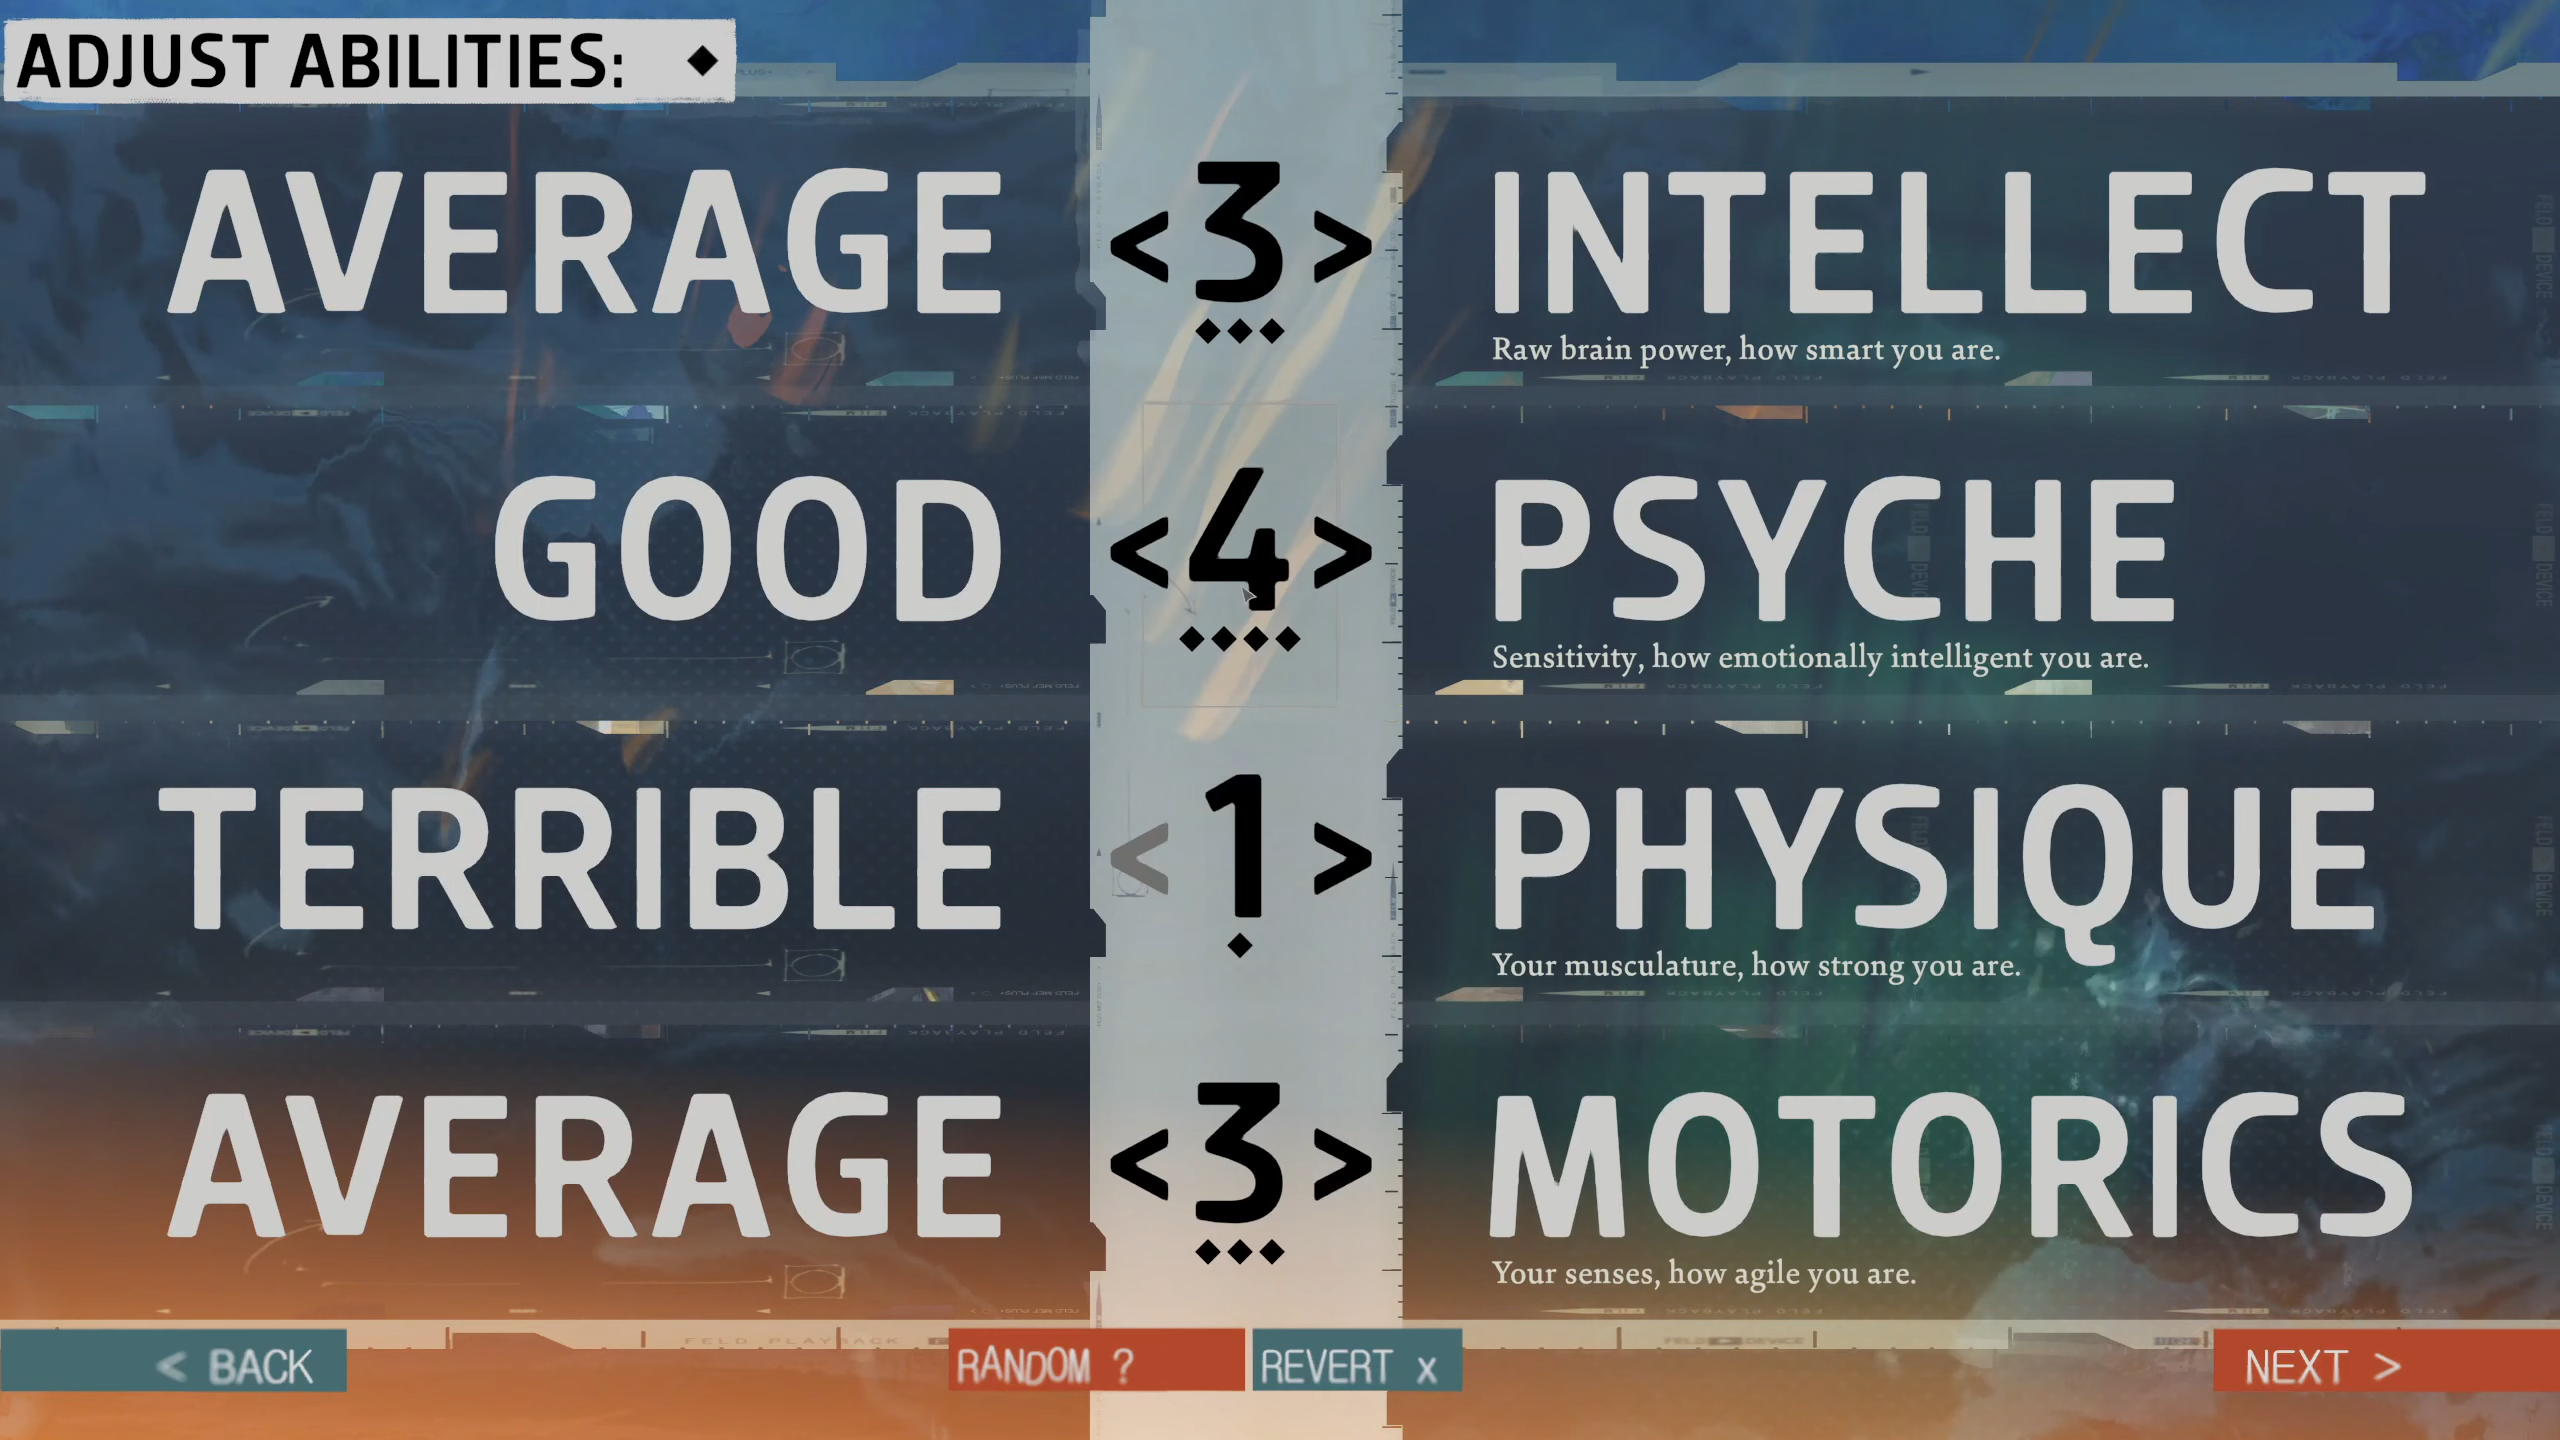 ADJUST ABILITIES: ◆
AVERAGE < 3 > INTELLECT
Raw brain power, how smart you are.
GOOD < 4 > PSYCHE
Sensitivity, how emotionally intelligent you are.
TERRIBLE < 1 > PHYSIQUE
Your musculature, how strong you are.
AVERAGE < 3 > MOTORICS
Your senses, how agile you are.
FELD PLAYBACK
< BACK
RANDOM ?
REVERT x
NEXT >